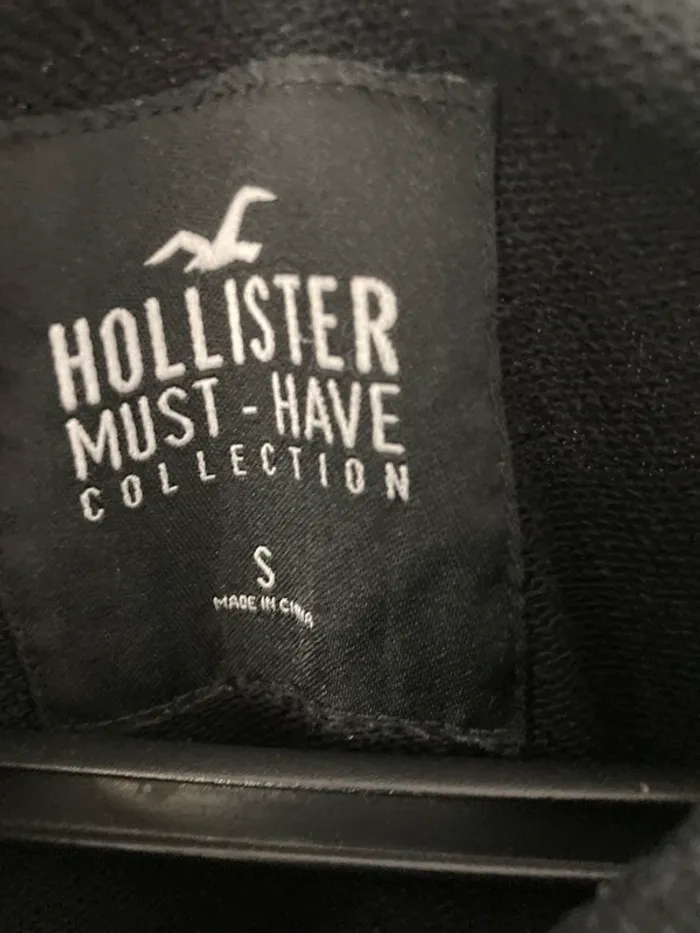 HOLLISTER
MUST-HAVE
COLLECTION
S
MADE IN CHINA